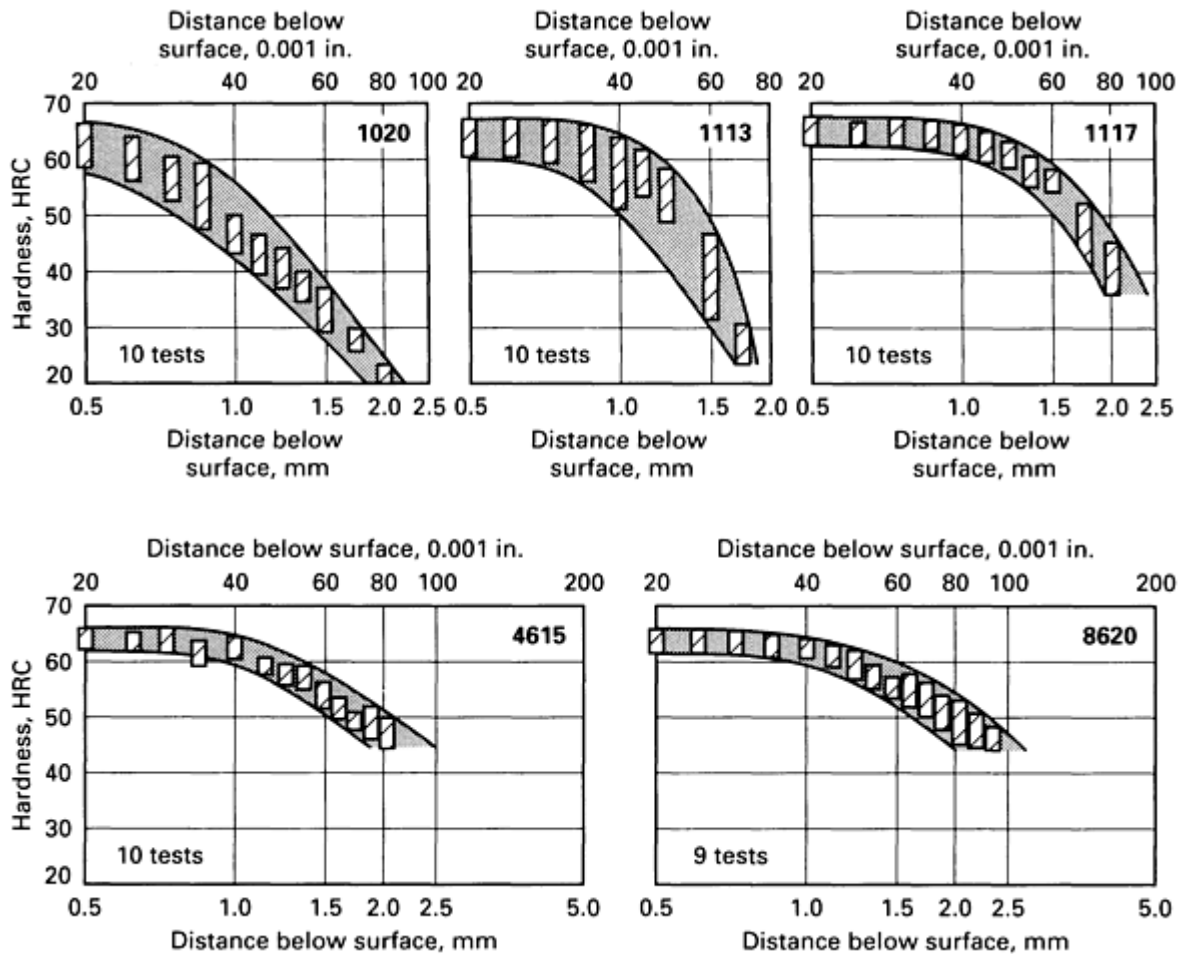 Distance below
surface, 0.001 in.
Distance below
surface, 0.001 in.
Distance below
surface, 0.001 in.
20 40 60 80 100
20 40 60 80
20 40 60 80 100
Hardness, HRC
70
60
50
40
30
20
1020
10 tests
1113
10 tests
1117
10 tests
0.5 1.0 1.5 2.0 2.5
0.5 1.0 1.5 2.0
0.5 1.0 1.5 2.0 2.5
Distance below
surface, mm
Distance below
surface, mm
Distance below
surface, mm
Distance below surface, 0.001 in.
Distance below surface, 0.001 in.
20 40 60 80 100 200
20 40 60 80 100 200
Hardness, HRC
70
60
50
40
30
20
4615
10 tests
8620
9 tests
0.5 1.0 1.5 2.0 2.5 5.0
0.5 1.0 1.5 2.0 2.5 5.0
Distance below surface, mm
Distance below surface, mm